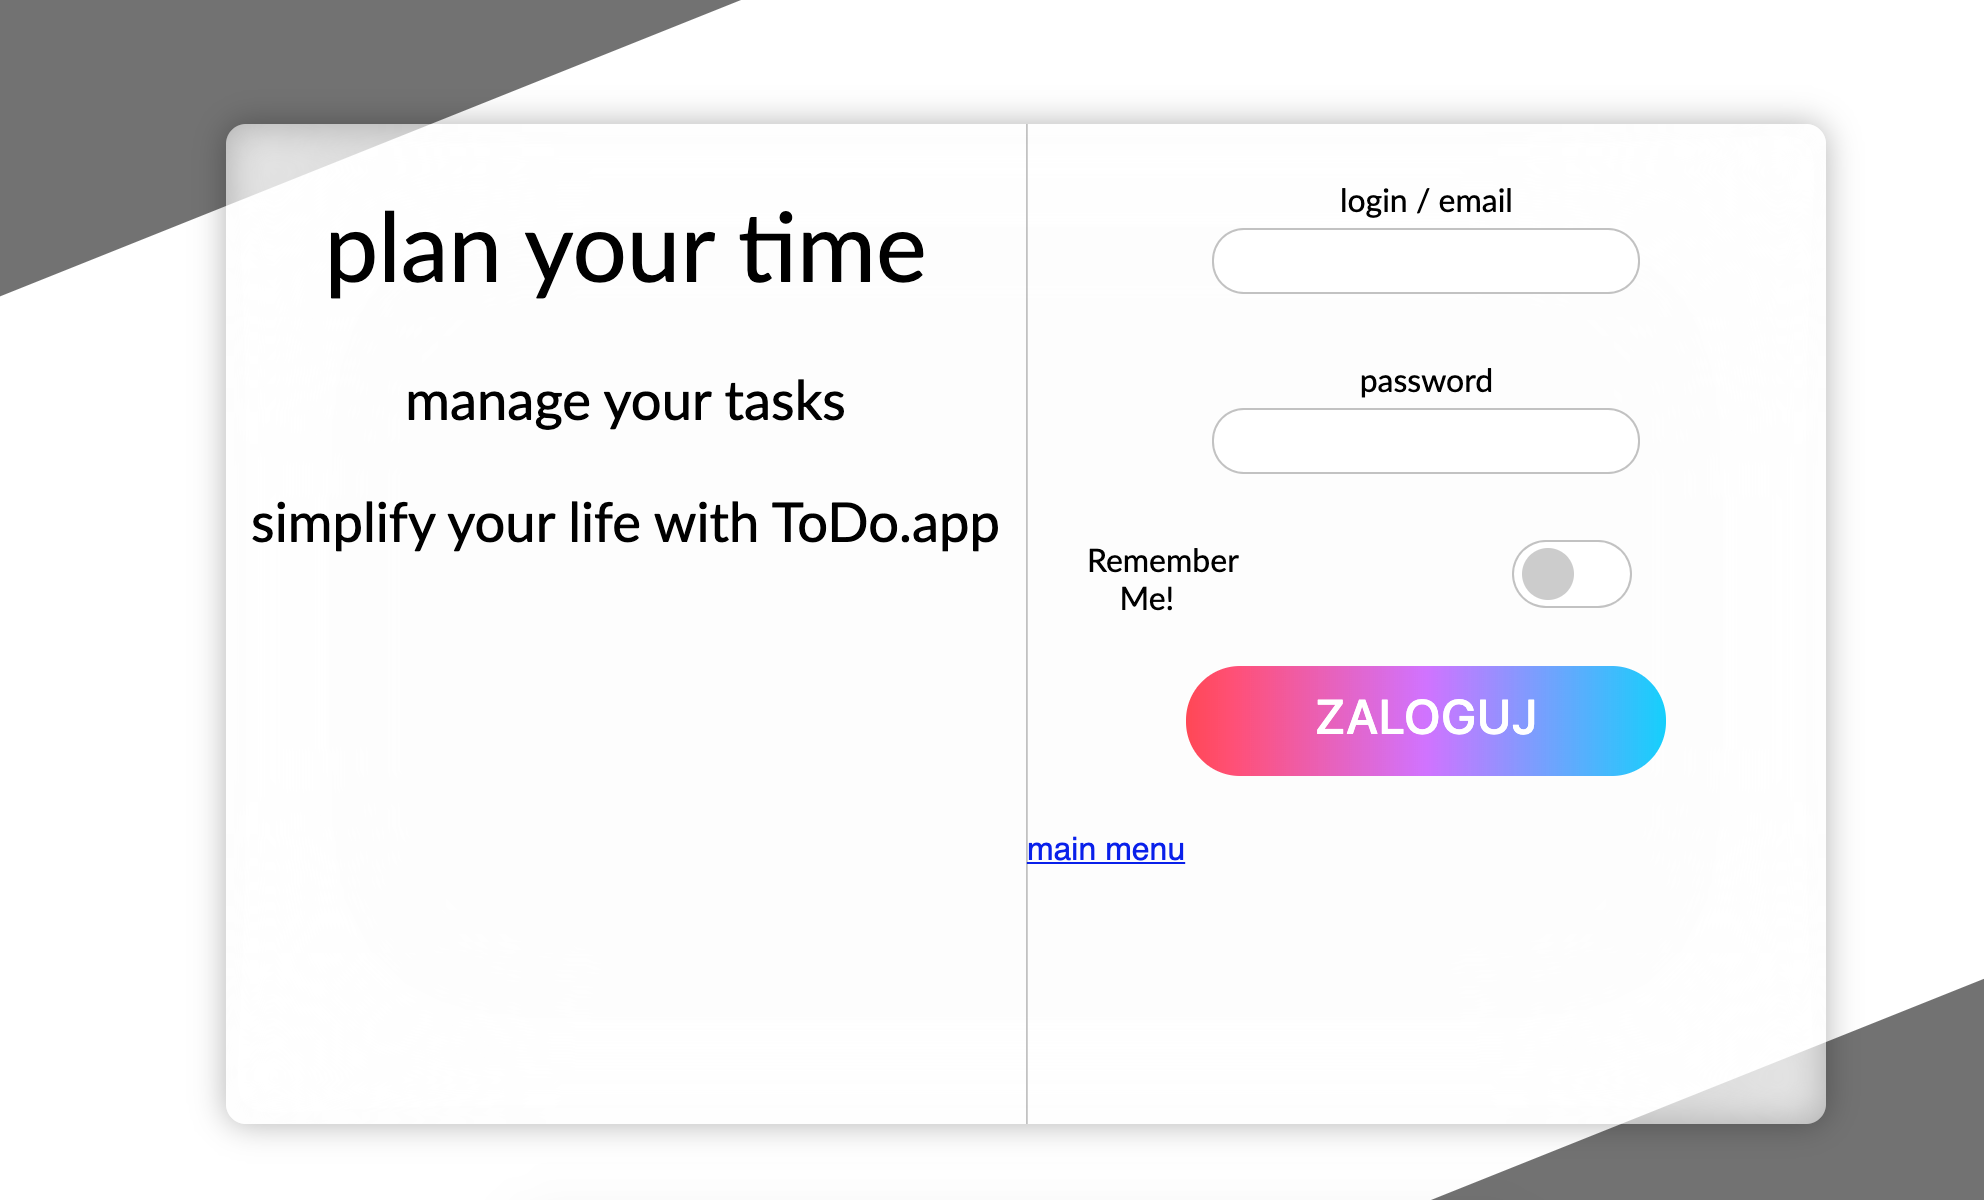 plan your time
manage your tasks
simplify your life with ToDo.app
login / email
password
Remember
Me!
ZALOGUJ
main menu